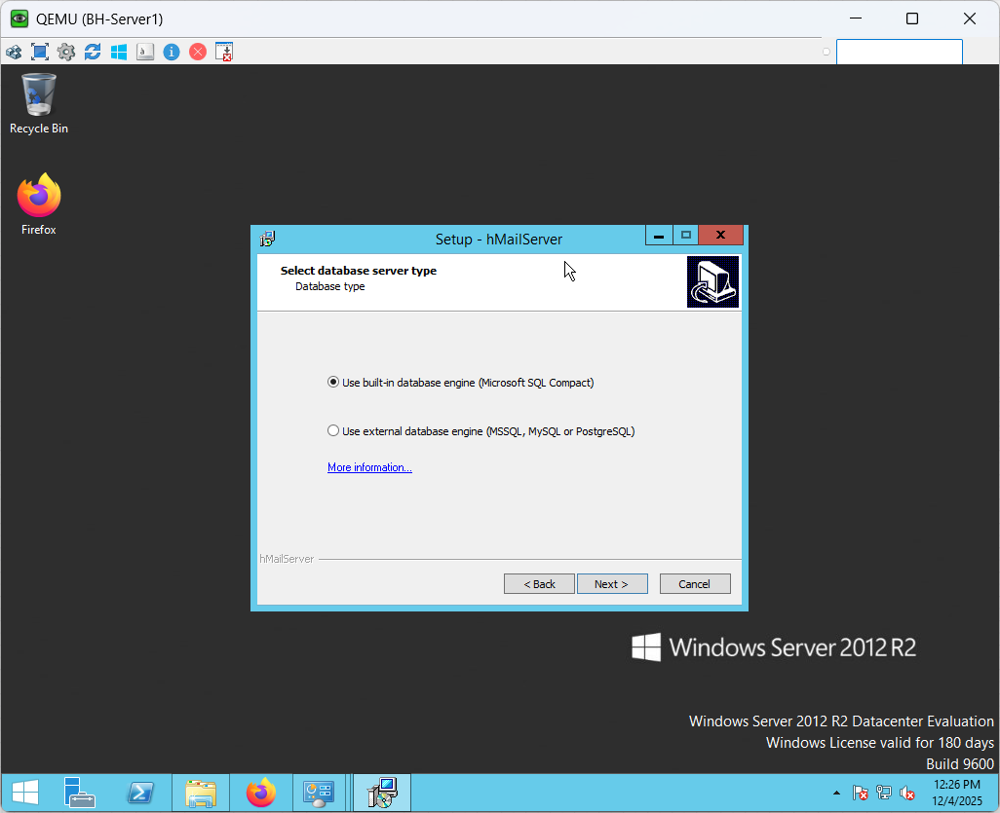 QEMU (BH-Server1)
Recycle Bin
Firefox
Setup - hMailServer
Select database server type
Database type
Use built-in database engine (Microsoft SQL Compact)
Use external database engine (MSSQL, MySQL or PostgreSQL)
More information...
hMailServer
< Back
Next >
Cancel
Windows Server 2012 R2
Windows Server 2012 R2 Datacenter Evaluation
Windows License valid for 180 days
Build 9600
12:26 PM
12/4/2025